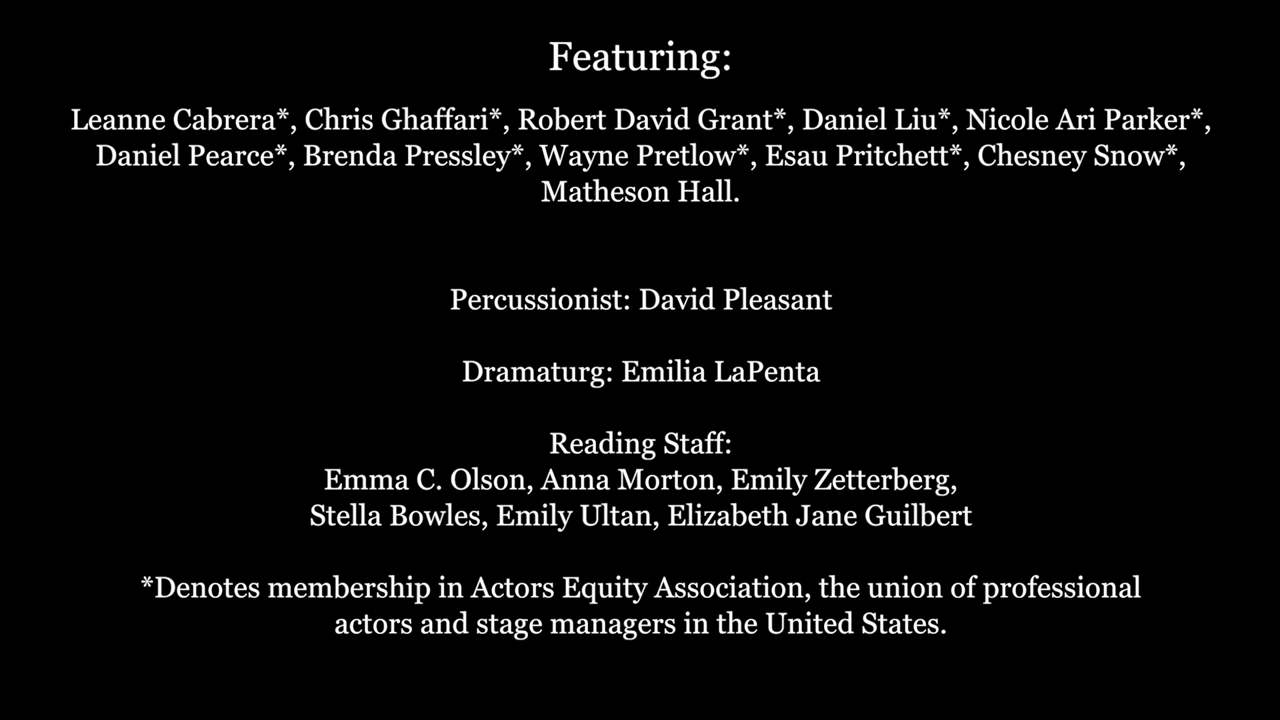 Featuring:
Leanne Cabrera*, Chris Ghaffari*, Robert David Grant*, Daniel Liu*, Nicole Ari Parker*,
Daniel Pearce*, Brenda Pressley*, Wayne Pretlow*, Esau Pritchett*, Chesney Snow*,
Matheson Hall.
Percussionist: David Pleasant
Dramaturg: Emilia LaPenta
Reading Staff:
Emma C. Olson, Anna Morton, Emily Zetterberg,
Stella Bowles, Emily Ultan, Elizabeth Jane Guilbert
*Denotes membership in Actors Equity Association, the union of professional
actors and stage managers in the United States.